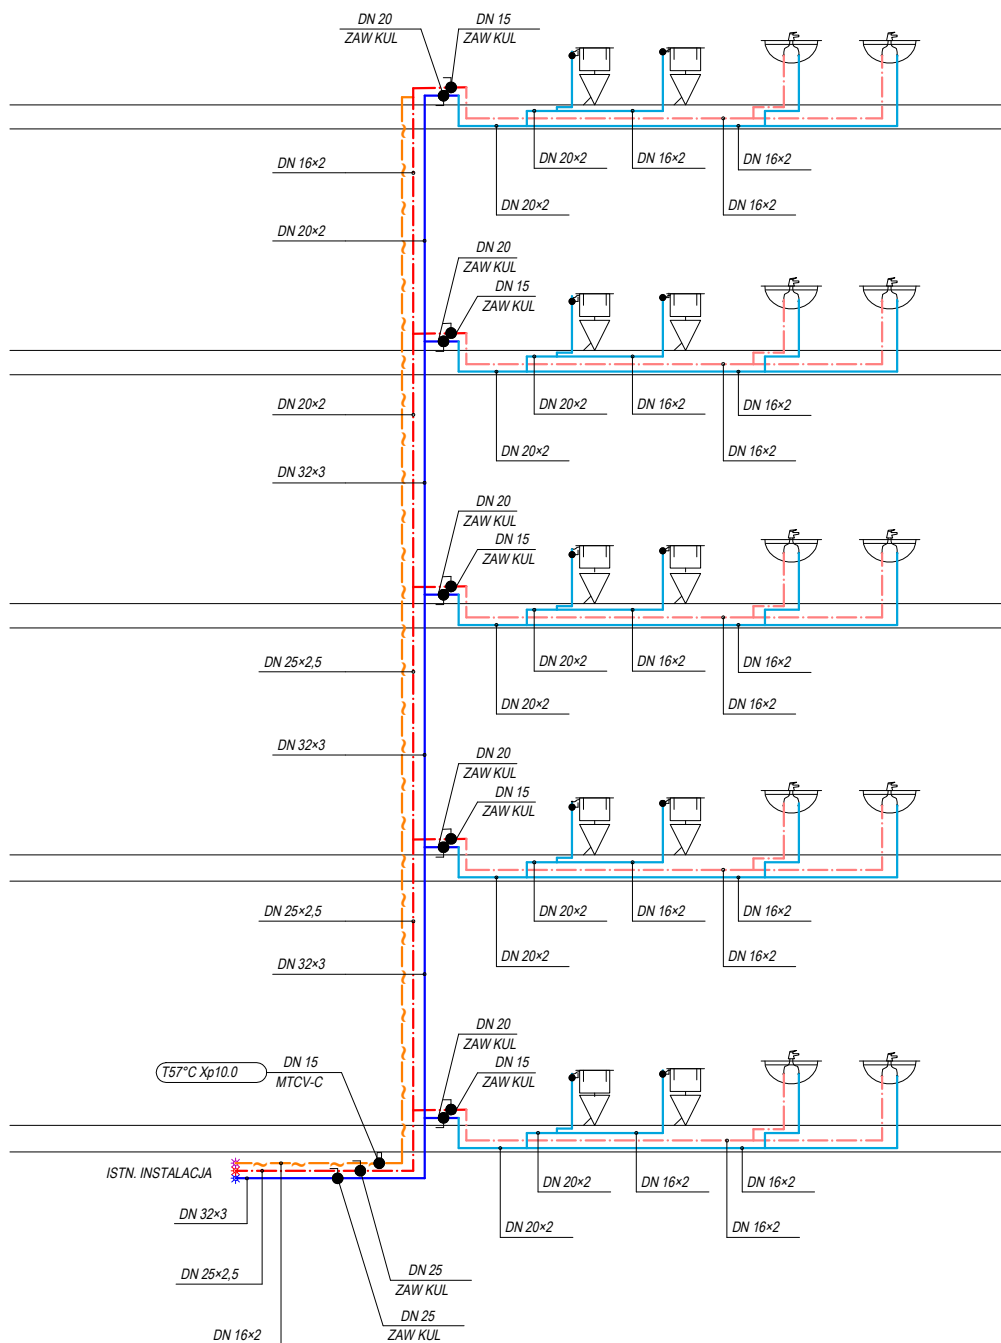 DN 20
ZAW KUL
DN 15
ZAW KUL
DN 16×2
DN 20×2
DN 16×2
DN 16×2
DN 20×2
DN 16×2
DN 20×2
DN 20
ZAW KUL
DN 15
ZAW KUL
DN 20×2
DN 20×2
DN 16×2
DN 16×2
DN 20×2
DN 16×2
DN 32×3
DN 20
ZAW KUL
DN 15
ZAW KUL
DN 25×2,5
DN 20×2
DN 16×2
DN 16×2
DN 20×2
DN 16×2
DN 32×3
DN 20
ZAW KUL
DN 15
ZAW KUL
DN 25×2,5
DN 20×2
DN 16×2
DN 16×2
DN 20×2
DN 16×2
DN 32×3
DN 20
ZAW KUL
DN 15
ZAW KUL
T57°C Xp10.0
DN 15
MTCV-C
ISTN. INSTALACJA
DN 20×2
DN 16×2
DN 16×2
DN 20×2
DN 16×2
DN 32×3
DN 25×2,5
DN 25
ZAW KUL
DN 25
ZAW KUL
DN 16×2